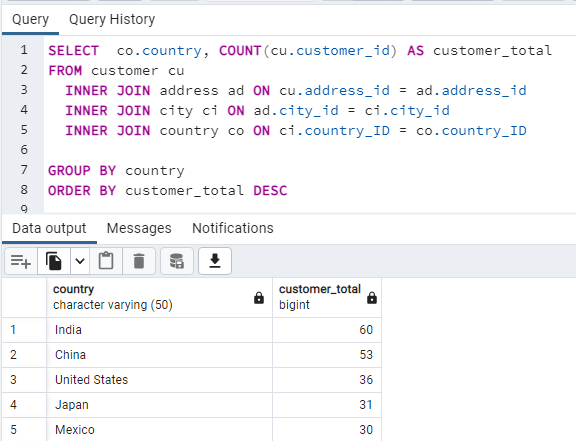 Query Query History
1 SELECT  co.country, COUNT(cu.customer_id) AS customer_total
2 FROM customer cu
3   INNER JOIN address ad ON cu.address_id = ad.address_id
4   INNER JOIN city ci ON ad.city_id = ci.city_id
5   INNER JOIN country co ON ci.country_ID = co.country_ID
6
7 GROUP BY country
8 ORDER BY customer_total DESC
9
Data output Messages Notifications
country customer_total
character varying (50) bigint
1 India 60
2 China 53
3 United States 36
4 Japan 31
5 Mexico 30